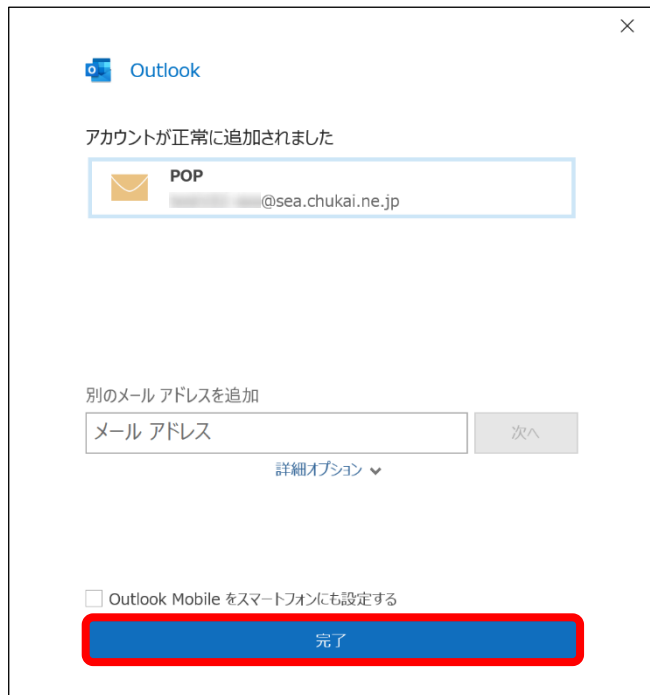 Outlook
アカウントが正常に追加されました
POP
@sea.chukai.ne.jp
別のメール アドレスを追加
メール アドレス
次へ
詳細オプション
Outlook Mobile をスマートフォンにも設定する
完了